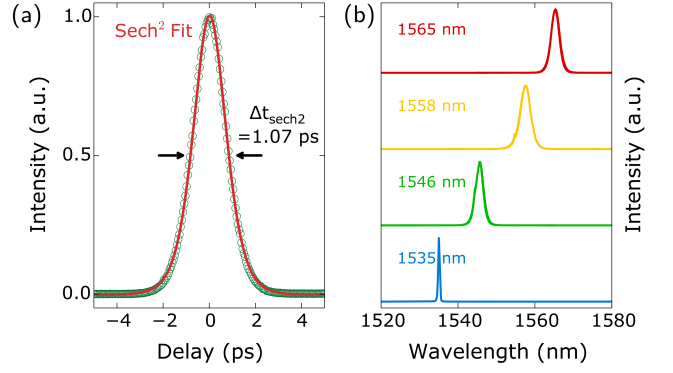 (a)
Intensity (a.u.)
1.0
0.5
0.0
Sech² Fit
Δt_sech2
=1.07 ps
−4 −2 0 2 4
Delay (ps)
(b)
1565 nm
1558 nm
1546 nm
1535 nm
1520 1540 1560 1580
Wavelength (nm)
Intensity (a.u.)